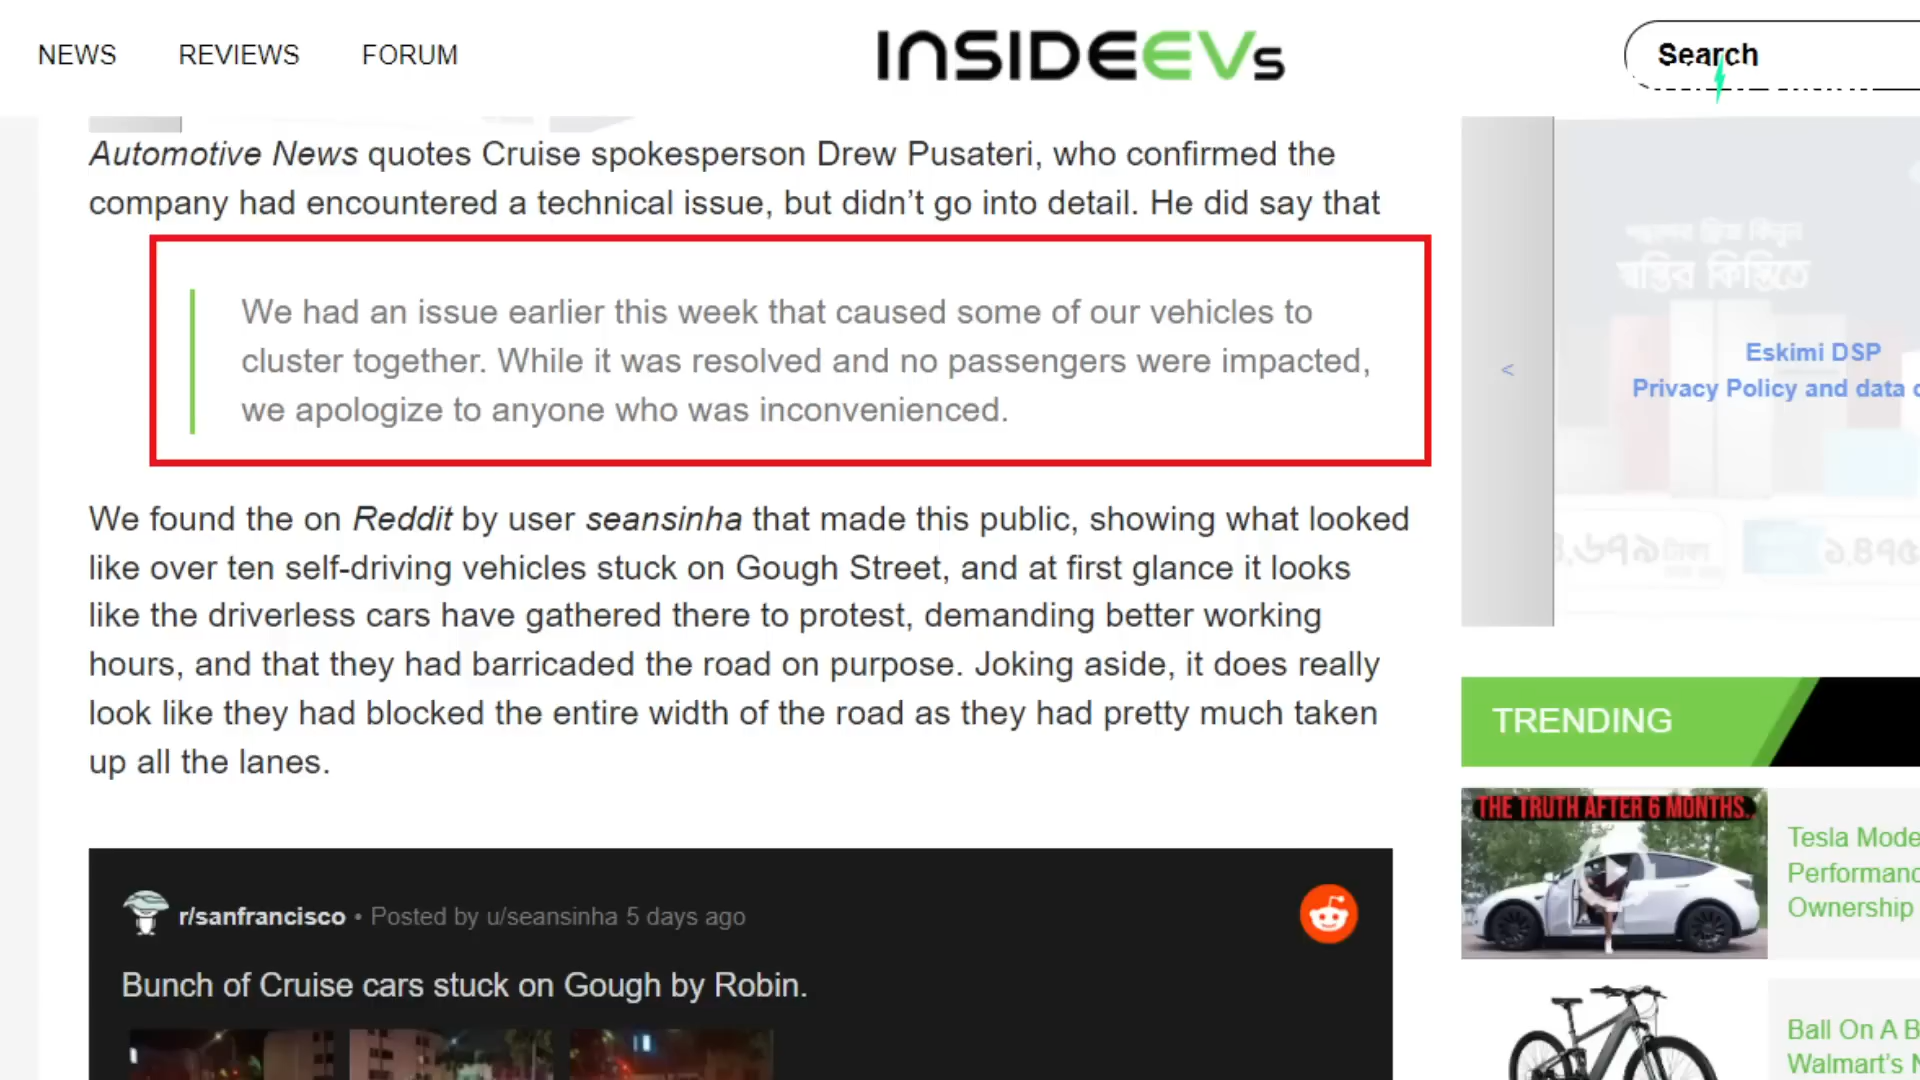 NEWS
REVIEWS
FORUM
INSIDEEVs
Search
Automotive News quotes Cruise spokesperson Drew Pusateri, who confirmed the
company had encountered a technical issue, but didn’t go into detail. He did say that
We had an issue earlier this week that caused some of our vehicles to
cluster together. While it was resolved and no passengers were impacted,
we apologize to anyone who was inconvenienced.
We found the on Reddit by user seansinha that made this public, showing what looked
like over ten self-driving vehicles stuck on Gough Street, and at first glance it looks
like the driverless cars have gathered there to protest, demanding better working
hours, and that they had barricaded the road on purpose. Joking aside, it does really
look like they had blocked the entire width of the road as they had pretty much taken
up all the lanes.
r/sanfrancisco • Posted by u/seansinha 5 days ago
Bunch of Cruise cars stuck on Gough by Robin.
<
কিস্তিতে
Eskimi DSP
Privacy Policy and data
TRENDING
THE TRUTH AFTER 6 MONTHS.
Tesla Mode
Performanc
Ownership
Ball On A B
Walmart's